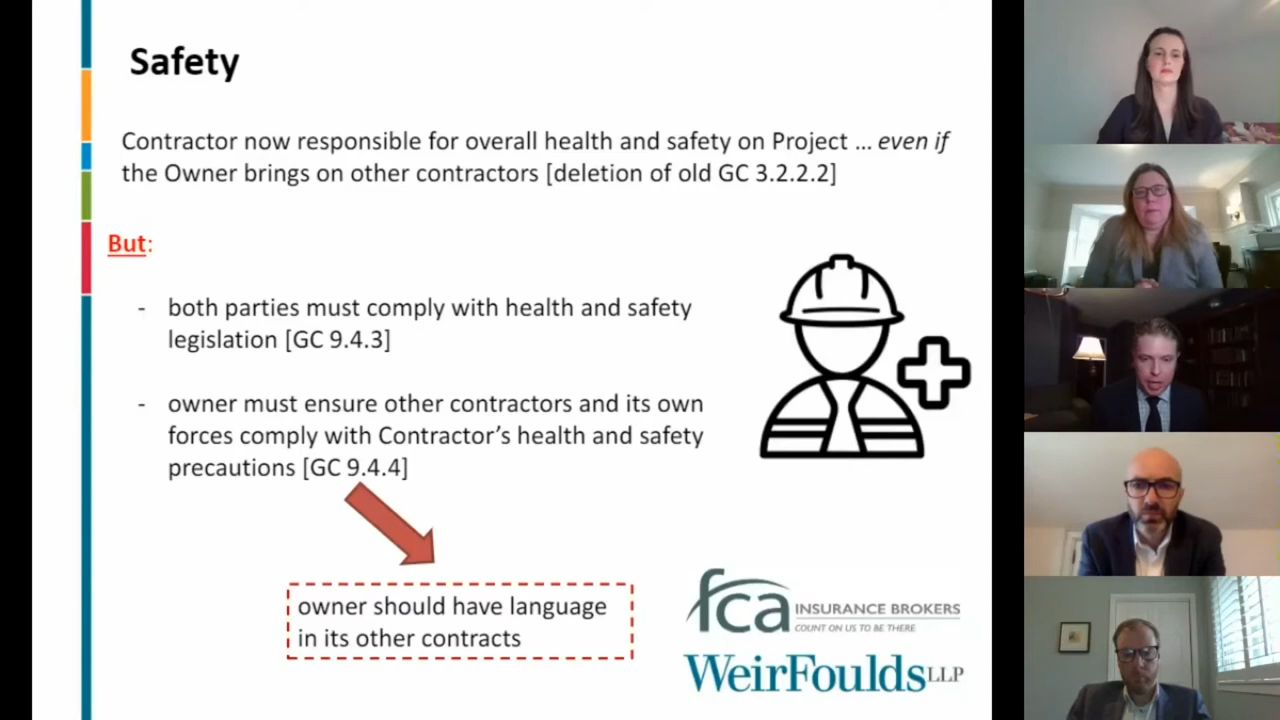 Safety
Contractor now responsible for overall health and safety on Project ... even if
the Owner brings on other contractors [deletion of old GC 3.2.2.2]
But:
- both parties must comply with health and safety
legislation [GC 9.4.3]
- owner must ensure other contractors and its own
forces comply with Contractor's health and safety
precautions [GC 9.4.4]
owner should have language
in its other contracts
fca INSURANCE BROKERS
COUNT ON US TO BE THERE
WeirFoulds LLP